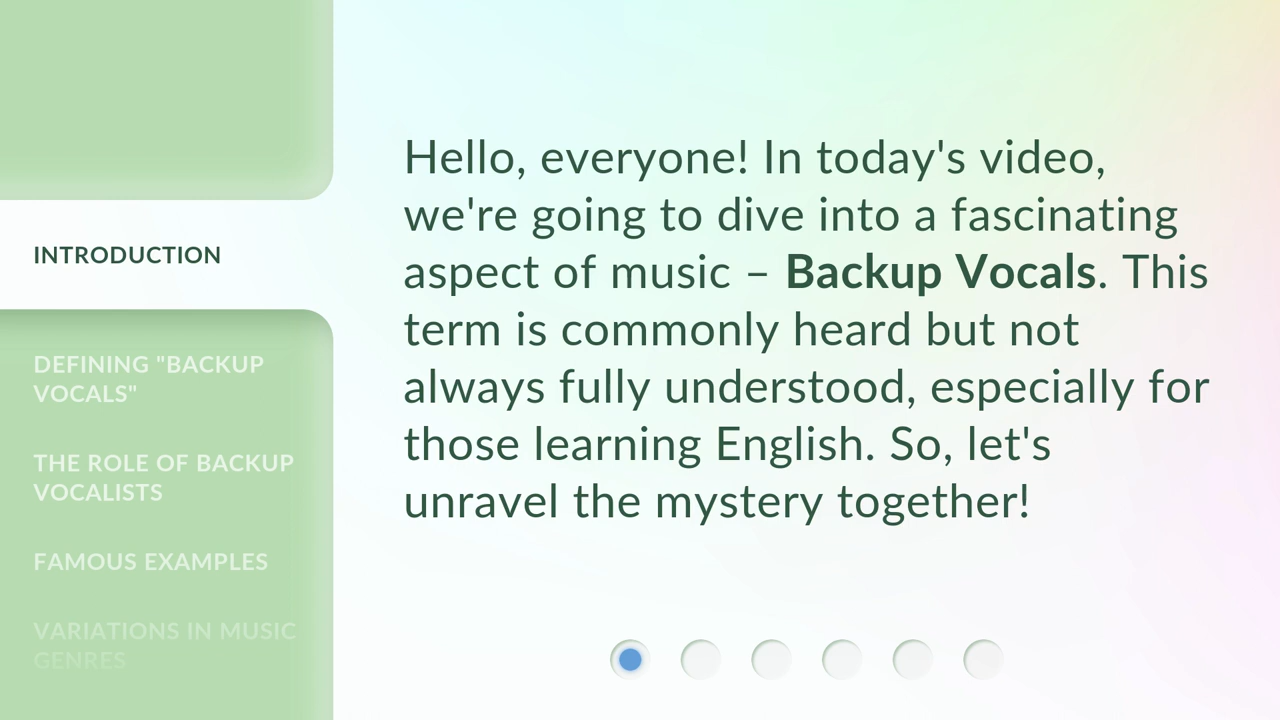 INTRODUCTION
DEFINING "BACKUP
VOCALS"
THE ROLE OF BACKUP
VOCALISTS
FAMOUS EXAMPLES
VARIATIONS IN MUSIC
GENRES
Hello, everyone! In today's video,
we're going to dive into a fascinating
aspect of music – Backup Vocals. This
term is commonly heard but not
always fully understood, especially for
those learning English. So, let's
unravel the mystery together!